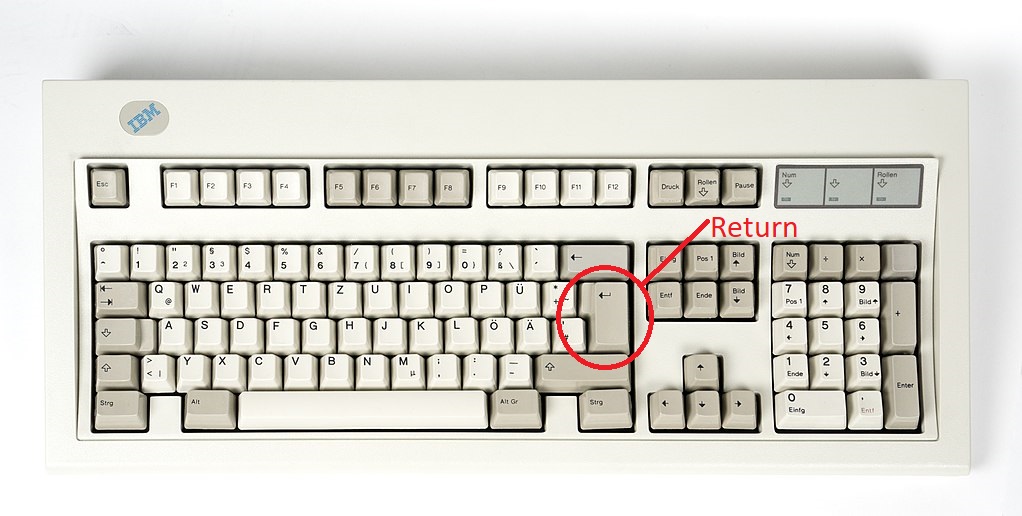 IBM
Esc F1 F2 F3 F4 F5 F6 F7 F8 F9 F10 F11 F12 Druck Rollen Pause Num Rollen
Return
° ^ ! 1 " 2 ² § 3 ³ $ 4 % 5 & 6 / 7 { ( 8 [ ) 9 ] = 0 } ? ß \ ` ´ ← Pos 1 Bild ↑ Num ÷ ×
Q @ W E R T Z U I O P Ü * + ~ ↵ Entf Ende Bild ↓ 7 Pos 1 8 ↑ 9 Bild ↑ +
A S D F G H J K L Ö Ä ' # 4 ← 5 6 →
⇧ > < | Y X C V B N M µ ; , : . _ - ⇧ ↑ 1 Ende 2 ↓ 3 Bild ↓ Enter
Strg Alt Alt Gr Strg ← ↓ → 0 Einfg , Entf